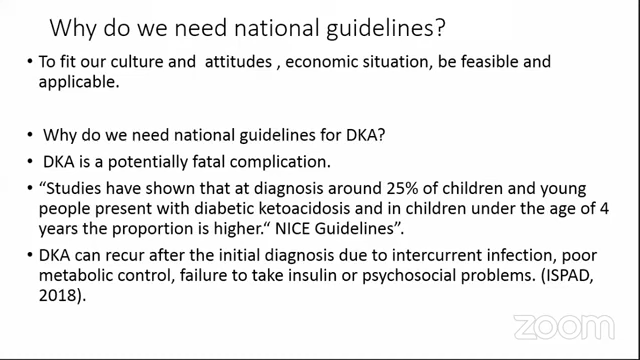 Why do we need national guidelines?
• To fit our culture and attitudes , economic situation, be feasible and
applicable.
• Why do we need national guidelines for DKA?
• DKA is a potentially fatal complication.
• “Studies have shown that at diagnosis around 25% of children and young
people present with diabetic ketoacidosis and in children under the age of 4
years the proportion is higher.“ NICE Guidelines”.
• DKA can recur after the initial diagnosis due to intercurrent infection, poor
metabolic control, failure to take insulin or psychosocial problems. (ISPAD,
2018).
zoom